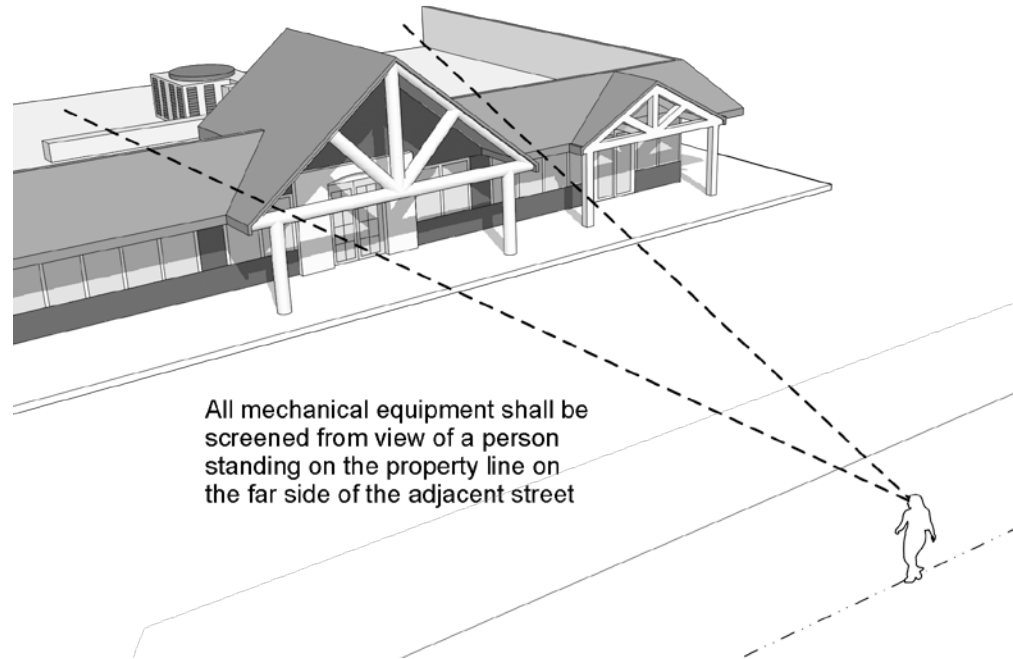 All mechanical equipment shall be
screened from view of a person
standing on the property line on
the far side of the adjacent street